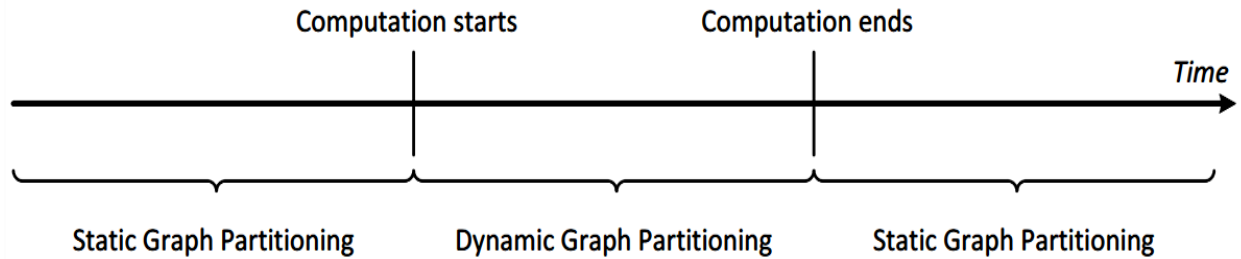 Computation starts
Computation ends
Time
Static Graph Partitioning
Dynamic Graph Partitioning
Static Graph Partitioning